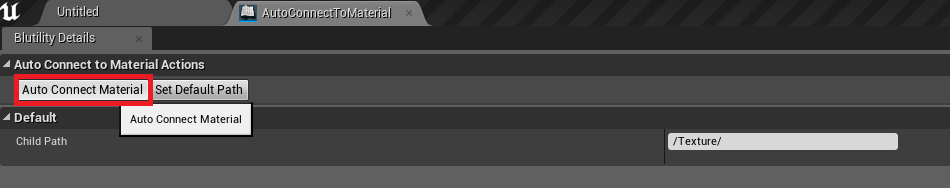 Untitled
AutoConnectToMaterial
Blutility Details
Auto Connect to Material Actions
Auto Connect Material
Set Default Path
Auto Connect Material
Default
Child Path
/Texture/